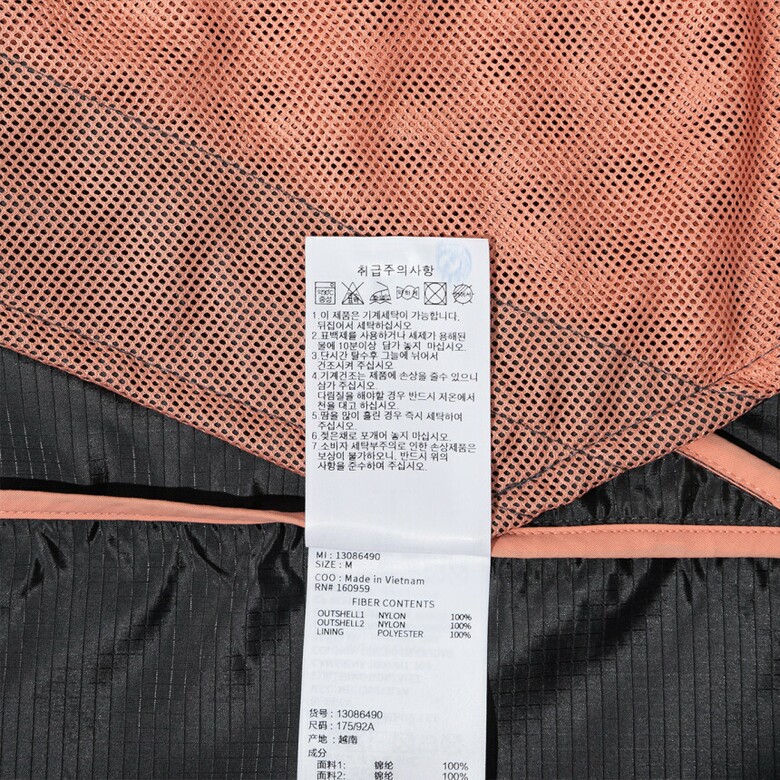 취급주의사항
1.이 제품은 기계세탁이 가능합니다.
뒤집어서 세탁하십시오
2.표백제를 사용하거나 세제가 용해된
물에 10분이상 담가 놓지 마십시오.
3.단시간 탈수후 그늘에 뉘어서
건조시켜 주십시오
4.기계건조는 제품에 손상을 줄수 있으니
삼가 주십시오.
다림질을 해야할 경우 반드시 저온에서
천을 대고 하십시오.
5.땀을 많이 흘린 경우 즉시 세탁하여
주십시오.
6.젖은채로 포개어 놓지 마십시오.
7.소비자 세탁부주의로 인한 손상제품은
보상이 불가하오니, 반드시 위의
사항을 준수하여 주십시오.
MI : 13086490
SIZE : M
COO : Made in Vietnam
RN# 160959
FIBER CONTENTS
OUTSHELL1 NYLON 100%
OUTSHELL2 NYLON 100%
LINING POLYESTER 100%
货号 : 13086490
尺码 : 175/92A
产地 : 越南
成分
面料1: 锦纶 100%
面料2: 锦纶 100%